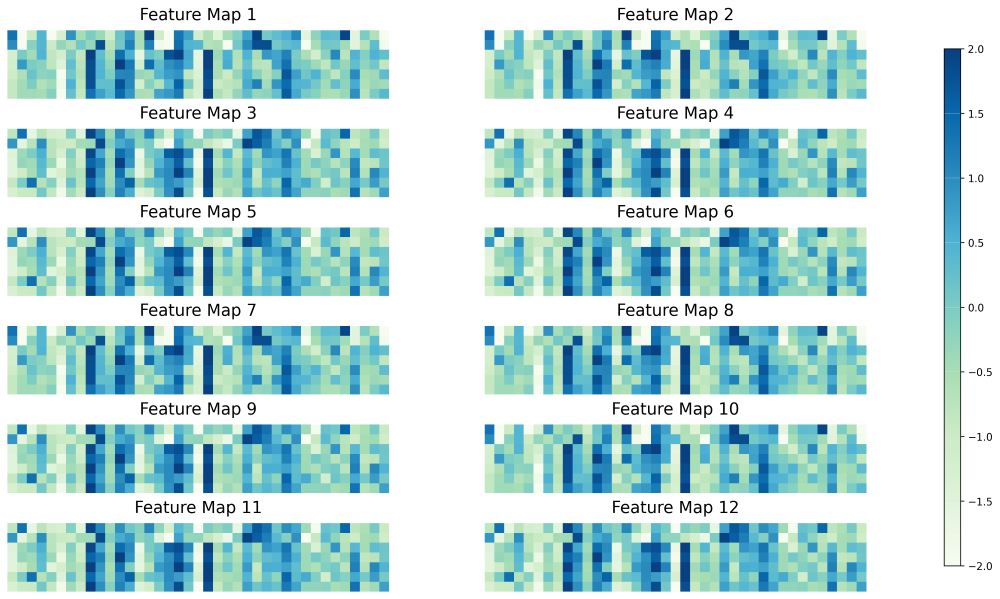 Feature Map 1
Feature Map 2
Feature Map 3
Feature Map 4
Feature Map 5
Feature Map 6
Feature Map 7
Feature Map 8
Feature Map 9
Feature Map 10
Feature Map 11
Feature Map 12
2.0
1.5
1.0
0.5
0.0
−0.5
−1.0
−1.5
−2.0